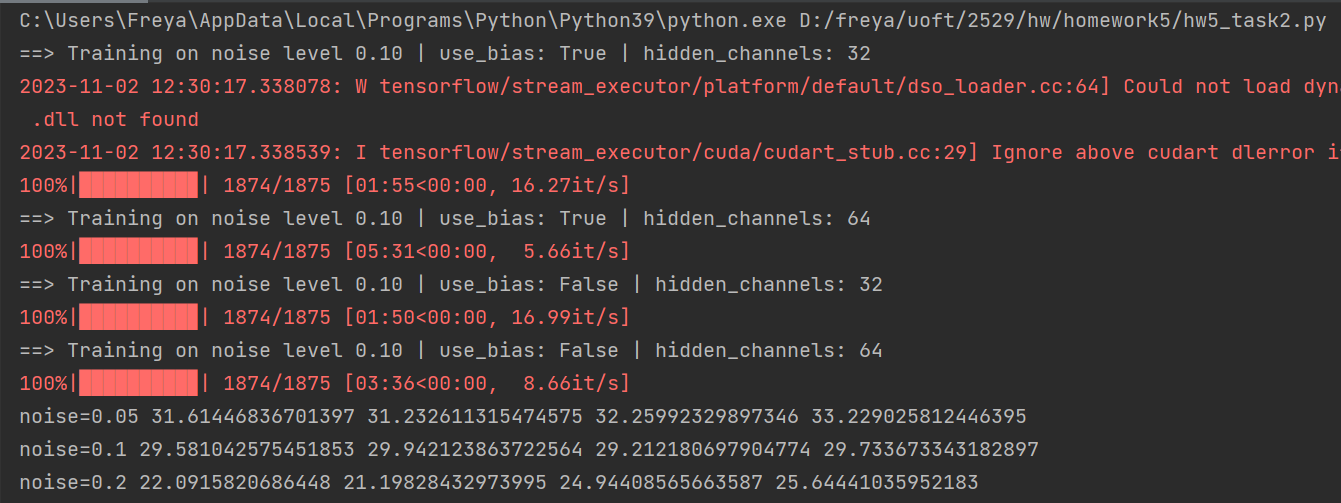 C:\Users\Freya\AppData\Local\Programs\Python\Python39\python.exe D:/freya/uoft/2529/hw/homework5/hw5_task2.py
==> Training on noise level 0.10 | use_bias: True | hidden_channels: 32
2023-11-02 12:30:17.338078: W tensorflow/stream_executor/platform/default/dso_loader.cc:64] Could not load dyna
.dll not found
2023-11-02 12:30:17.338539: I tensorflow/stream_executor/cuda/cudart_stub.cc:29] Ignore above cudart dlerror if
100%|██████████| 1874/1875 [01:55<00:00, 16.27it/s]
==> Training on noise level 0.10 | use_bias: True | hidden_channels: 64
100%|██████████| 1874/1875 [05:31<00:00,  5.66it/s]
==> Training on noise level 0.10 | use_bias: False | hidden_channels: 32
100%|██████████| 1874/1875 [01:50<00:00, 16.99it/s]
==> Training on noise level 0.10 | use_bias: False | hidden_channels: 64
100%|██████████| 1874/1875 [03:36<00:00,  8.66it/s]
noise=0.05 31.61446836701397 31.232611315474575 32.25992329897346 33.229025812446395
noise=0.1 29.581042575451853 29.942123863722564 29.212180697904774 29.733673343182897
noise=0.2 22.0915820686448 21.19828432973995 24.94408565663587 25.64441035952183